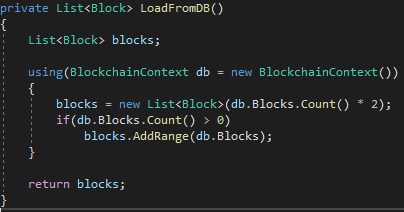 private List<Block> LoadFromDB()
{
    List<Block> blocks;
    using(BlockchainContext db = new BlockchainContext())
    {
        blocks = new List<Block>(db.Blocks.Count() * 2);
        if(db.Blocks.Count() > 0)
            blocks.AddRange(db.Blocks);
    }
    return blocks;
}